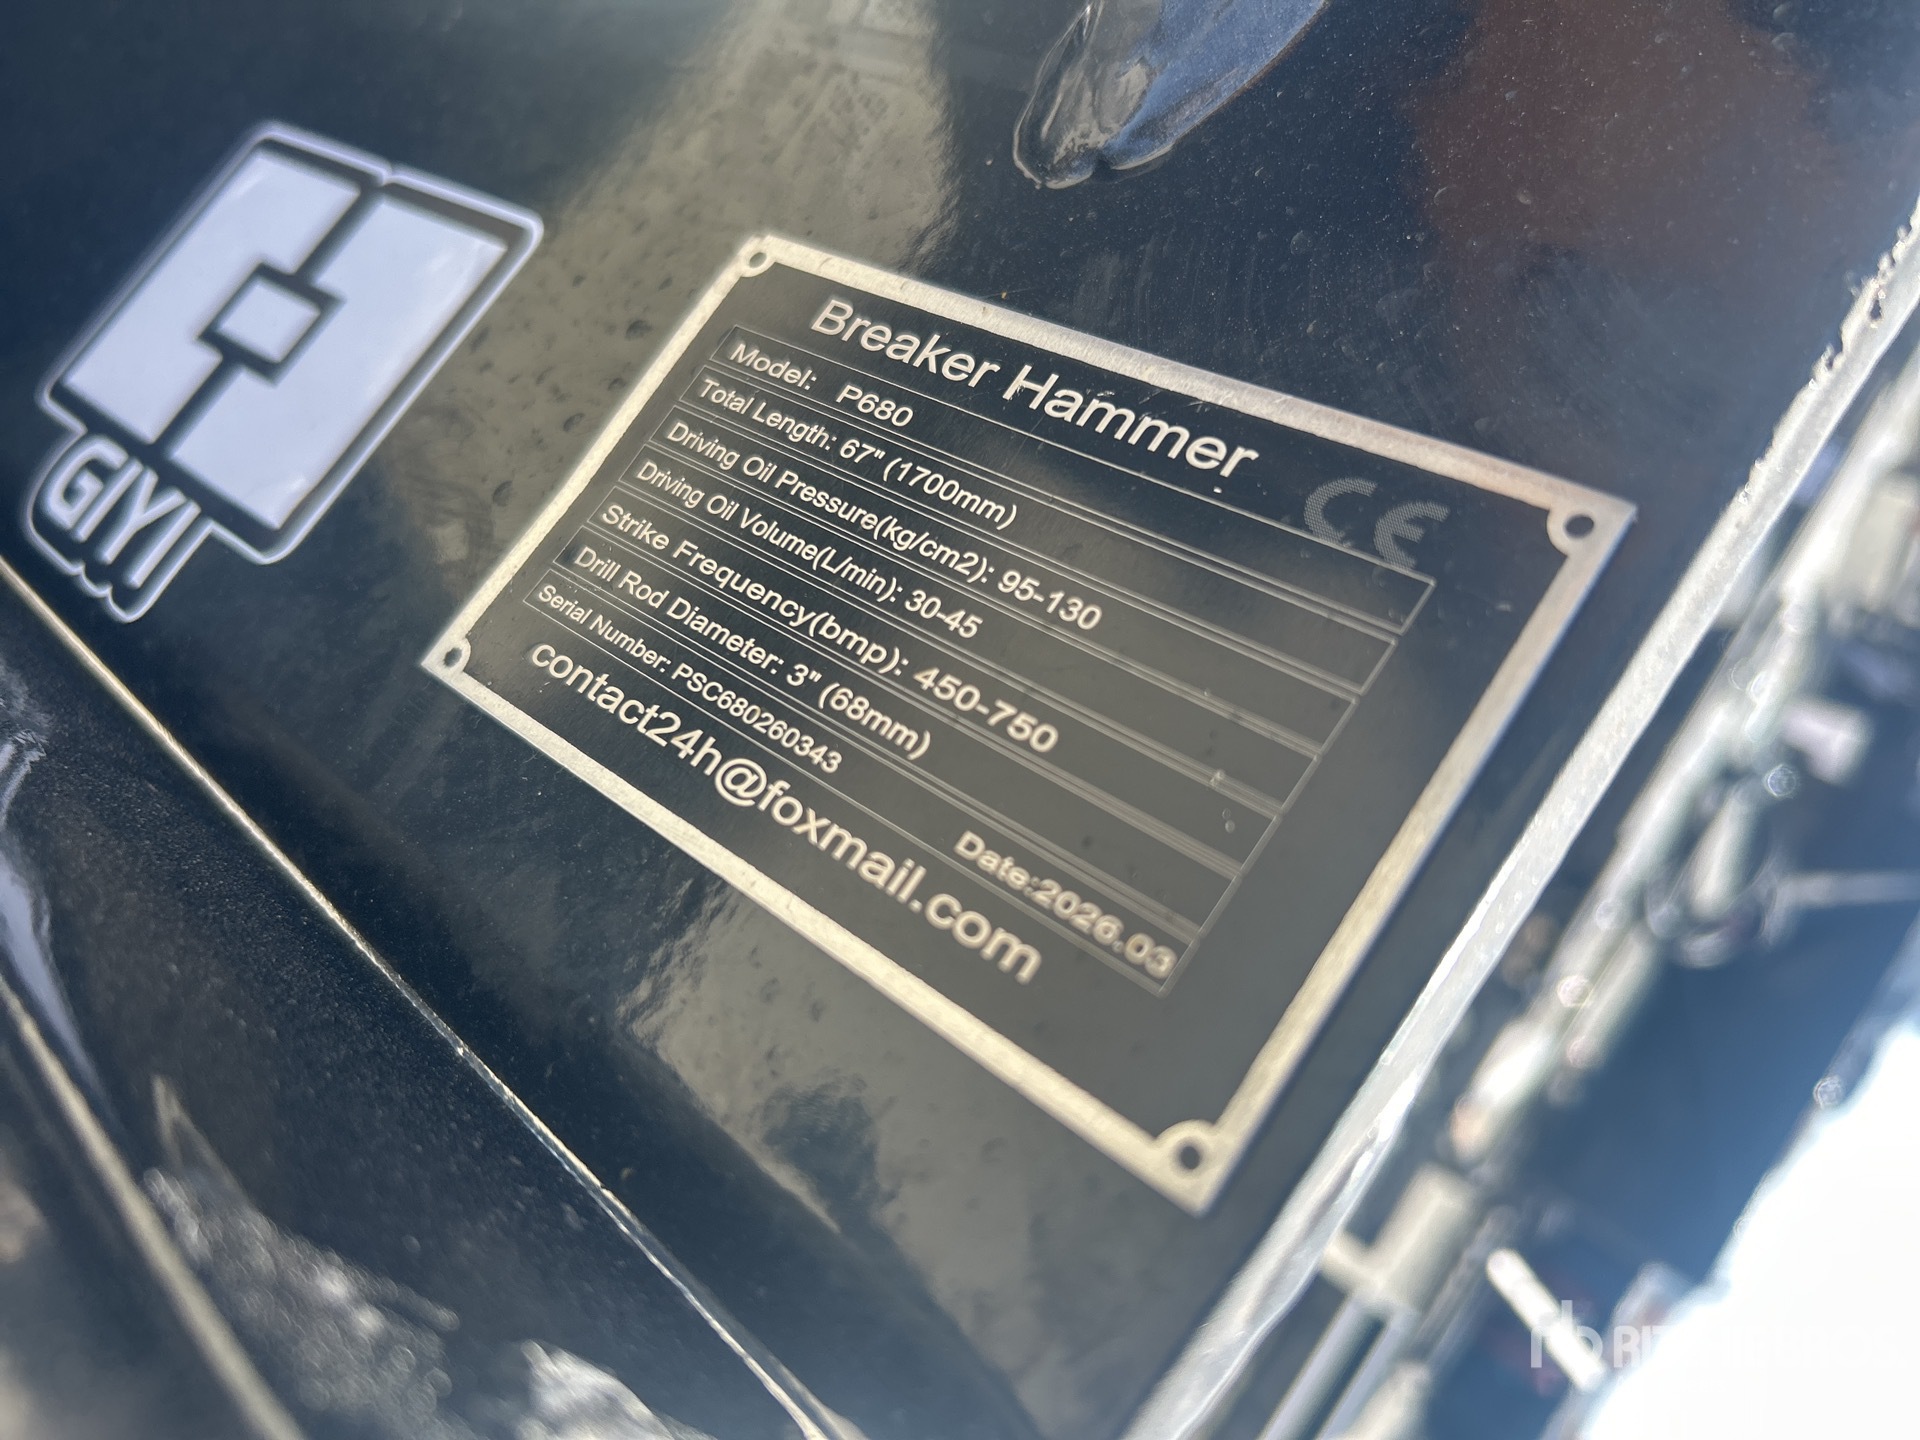 GIYI
Breaker Hammer
CE
Model: P680
Total Length: 67" (1700mm)
Driving Oil Pressure(kg/cm2): 95-130
Driving Oil Volume(L/min): 30-45
Strike Frequency(bmp): 450-750
Drill Rod Diameter: 3" (68mm)
Serial Number: PSC680260343 Date:2026.03
contact24h@foxmail.com
rb